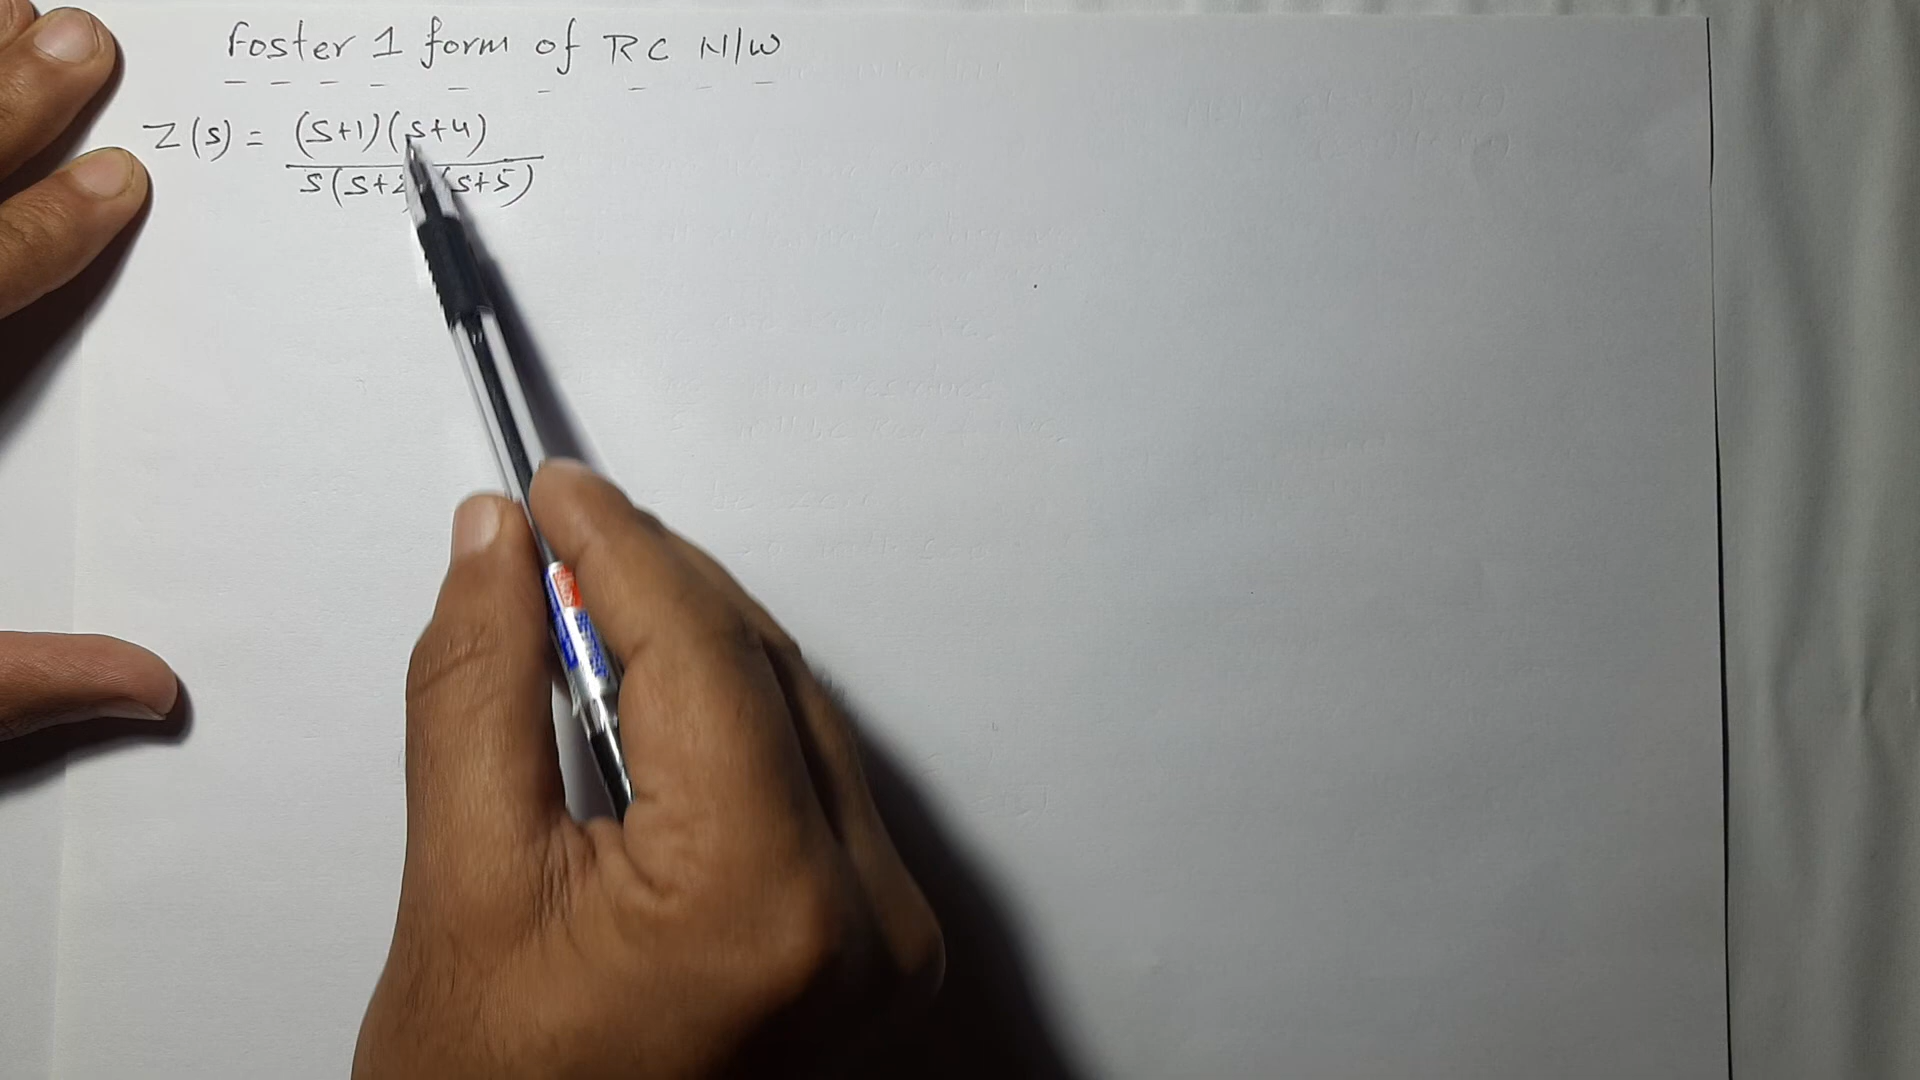 Foster 1 form of RC N/W
Z(s) = (s+1)(s+4)
s(s+2)(s+5)